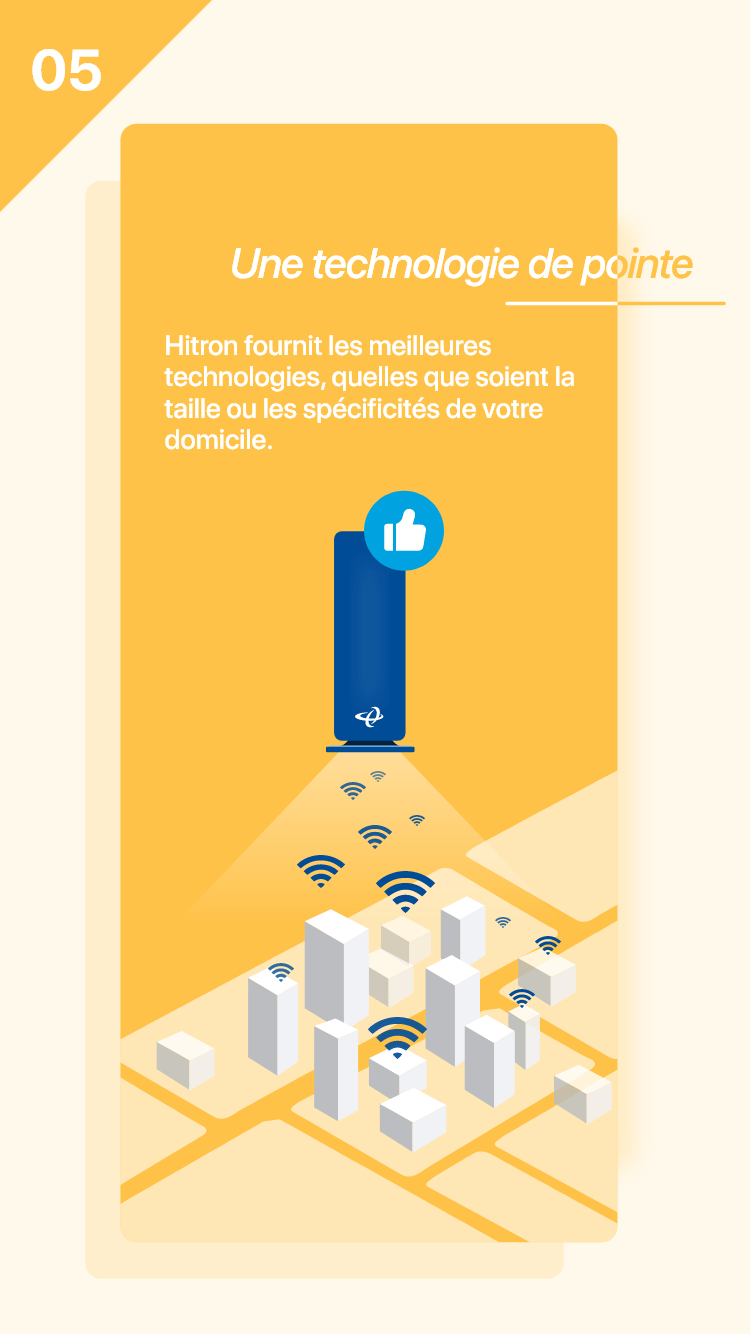 05
Une technologie de pointe
Hitron fournit les meilleures
technologies, quelles que soient la
taille ou les spécificités de votre
domicile.